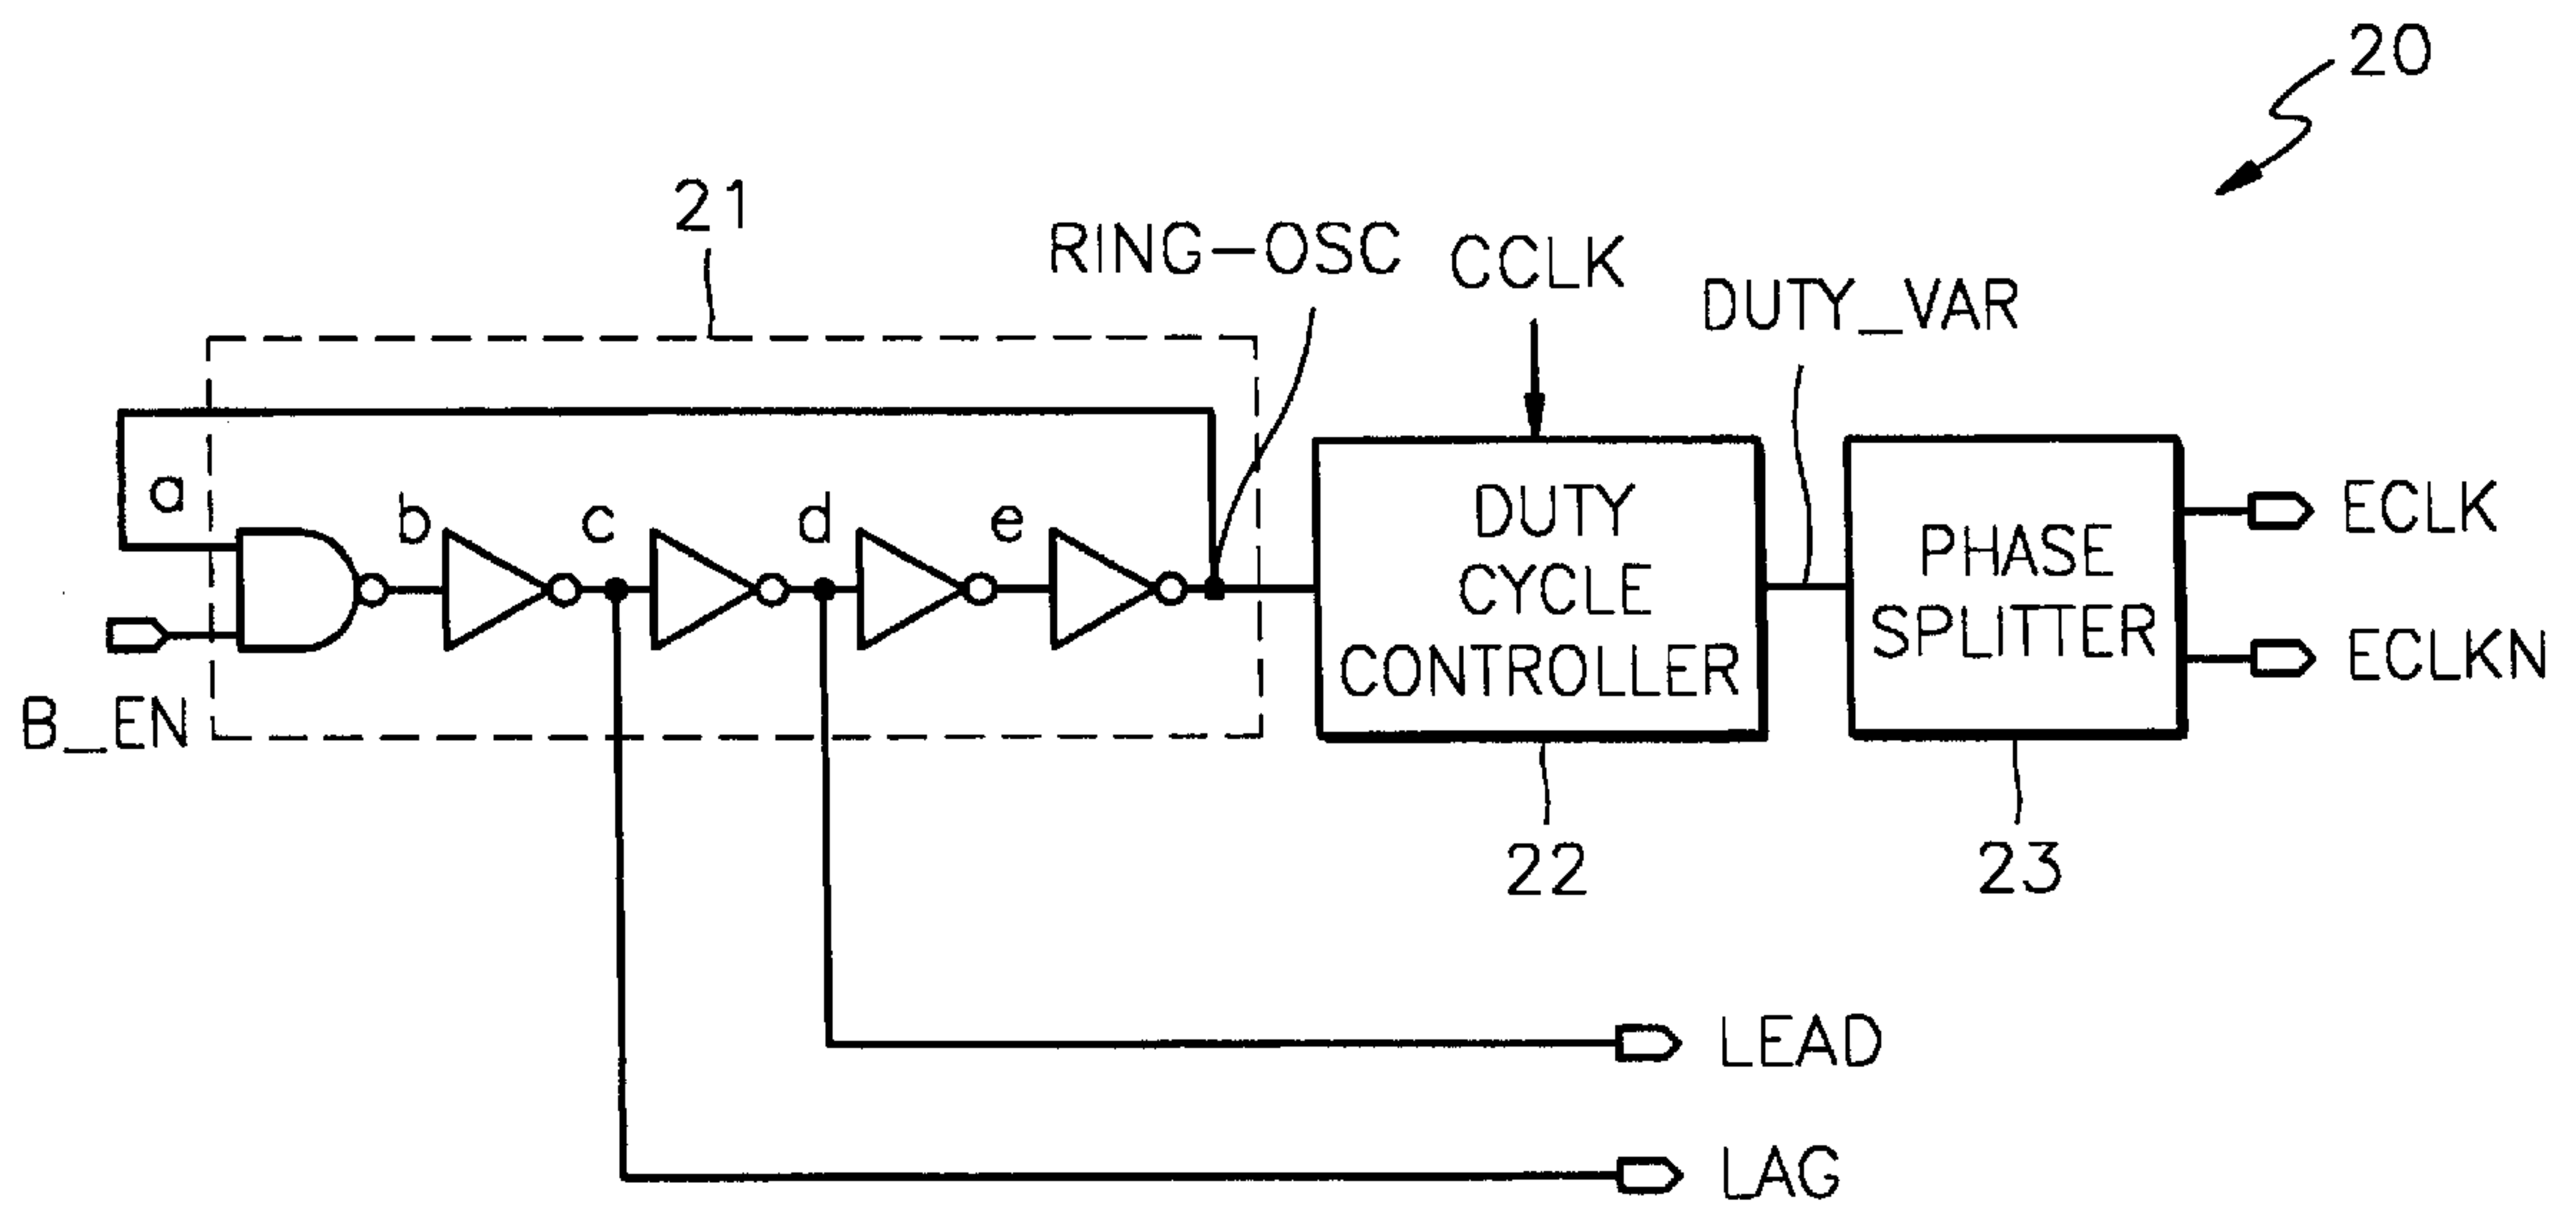 20
21
RING-OSC
CCLK
DUTY_VAR
a
b
c
d
e
B_EN
DUTY
CYCLE
CONTROLLER
PHASE
SPLITTER
ECLK
ECLKN
22
23
LEAD
LAG